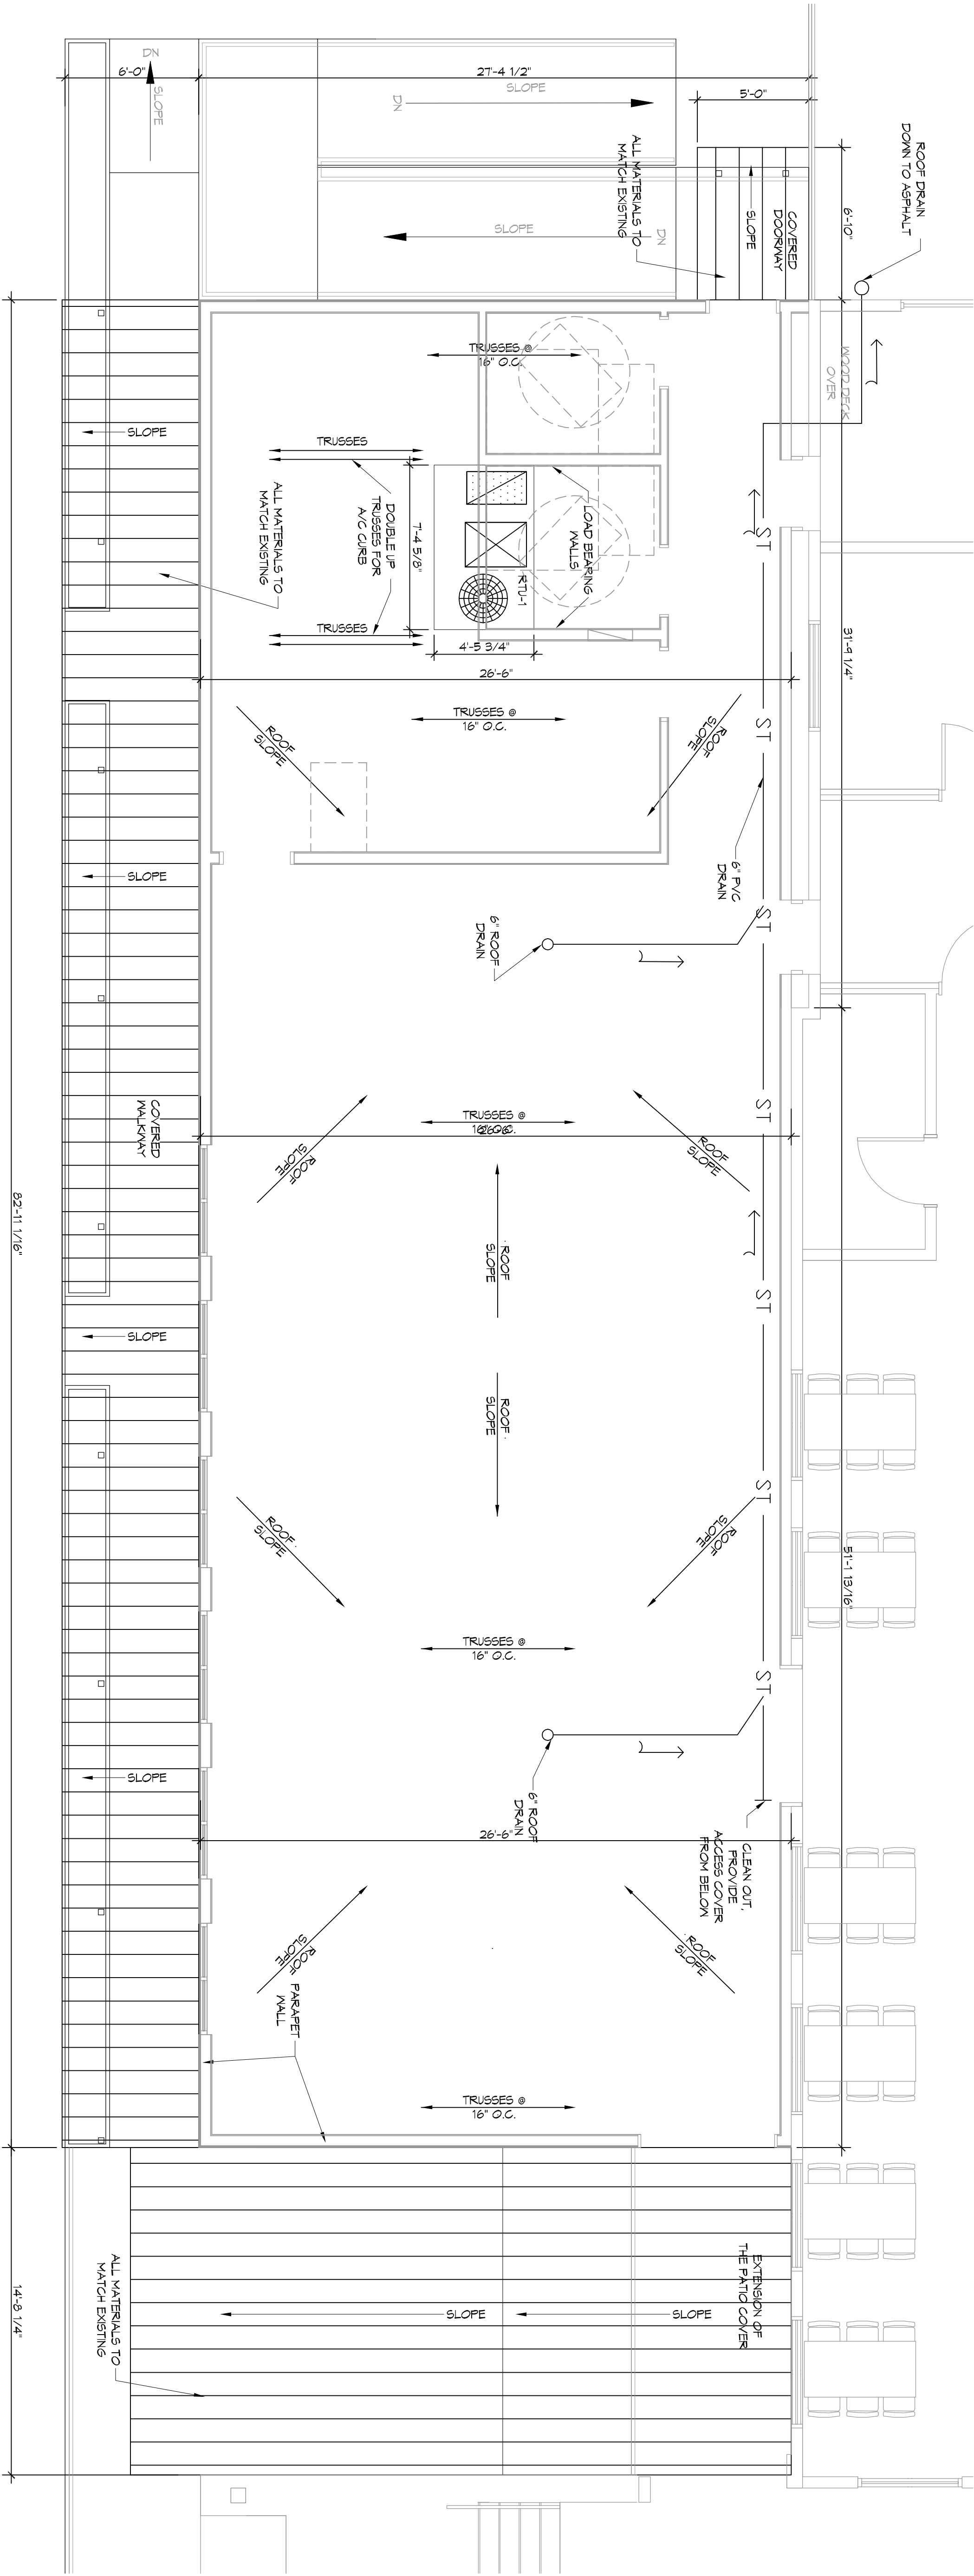 DN
SLOPE
6'-0"
27'-4 1/2"
SLOPE
DN
5'-0"
ROOF DRAIN
DOWN TO ASPHALT
ALL MATERIALS TO
MATCH EXISTING
SLOPE
COVERED
DOORWAY
6'-10"
SLOPE
DN
WOOD DECK
OVER
TRUSSES @
16" O.C.
SLOPE
TRUSSES
ALL MATERIALS TO
MATCH EXISTING
DOUBLE UP
TRUSSES FOR
A/C CURB
7'-4 5/8"
LOAD BEARING
WALLS
RTU-1
ST
TRUSSES
4'-5 3/4"
31'-9 1/4"
26'-6"
TRUSSES @
16" O.C.
ROOF
SLOPE
ROOF
SLOPE
ST
6" PVC
DRAIN
SLOPE
6" ROOF
DRAIN
ST
COVERED
WALKWAY
TRUSSES @
16" O.C.
26'-6"
ST
ROOF
SLOPE
ROOF
SLOPE
82'-11 1/16"
ROOF
SLOPE
ST
SLOPE
ROOF
SLOPE
ST
ROOF
SLOPE
ROOF
SLOPE
51'-1 13/16"
TRUSSES @
16" O.C.
ST
SLOPE
6" ROOF
DRAIN
26'-6"
CLEAN OUT,
PROVIDE
ACCESS COVER
FROM BELOW
ROOF
SLOPE
ROOF
SLOPE
PARAPET
WALL
TRUSSES @
16" O.C.
EXTENSION OF
THE PATIO COVER
SLOPE
SLOPE
ALL MATERIALS TO
MATCH EXISTING
14'-8 1/4"